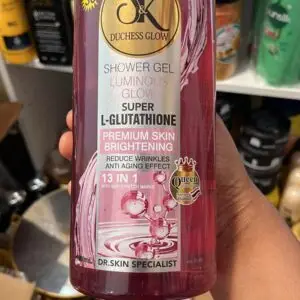 S&K
DUCHESS GLOW
SHOWER GEL
LUMINOUS
GLOW
SUPER
L-GLUTATHIONE
PREMIUM SKIN
BRIGHTENING
REDUCE WRINKLES
ANTI AGING EFFECT
13 IN 1
Queen
DR.SKIN SPECIALIST